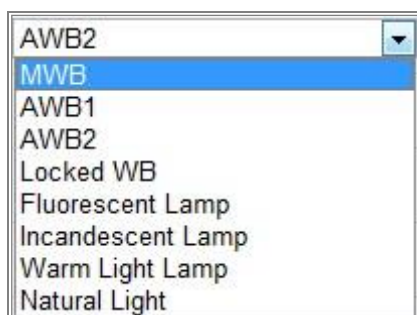 AWB2
MWB
AWB1
AWB2
Locked WB
Fluorescent Lamp
Incandescent Lamp
Warm Light Lamp
Natural Light